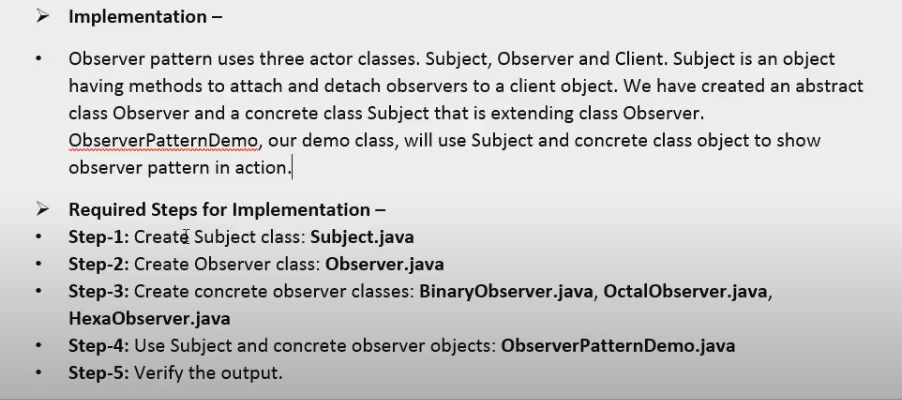 ➢ Implementation –
• Observer pattern uses three actor classes. Subject, Observer and Client. Subject is an object
having methods to attach and detach observers to a client object. We have created an abstract
class Observer and a concrete class Subject that is extending class Observer.
ObserverPatternDemo, our demo class, will use Subject and concrete class object to show
observer pattern in action.
➢ Required Steps for Implementation –
• Step-1: Create Subject class: Subject.java
• Step-2: Create Observer class: Observer.java
• Step-3: Create concrete observer classes: BinaryObserver.java, OctalObserver.java,
HexaObserver.java
• Step-4: Use Subject and concrete observer objects: ObserverPatternDemo.java
• Step-5: Verify the output.